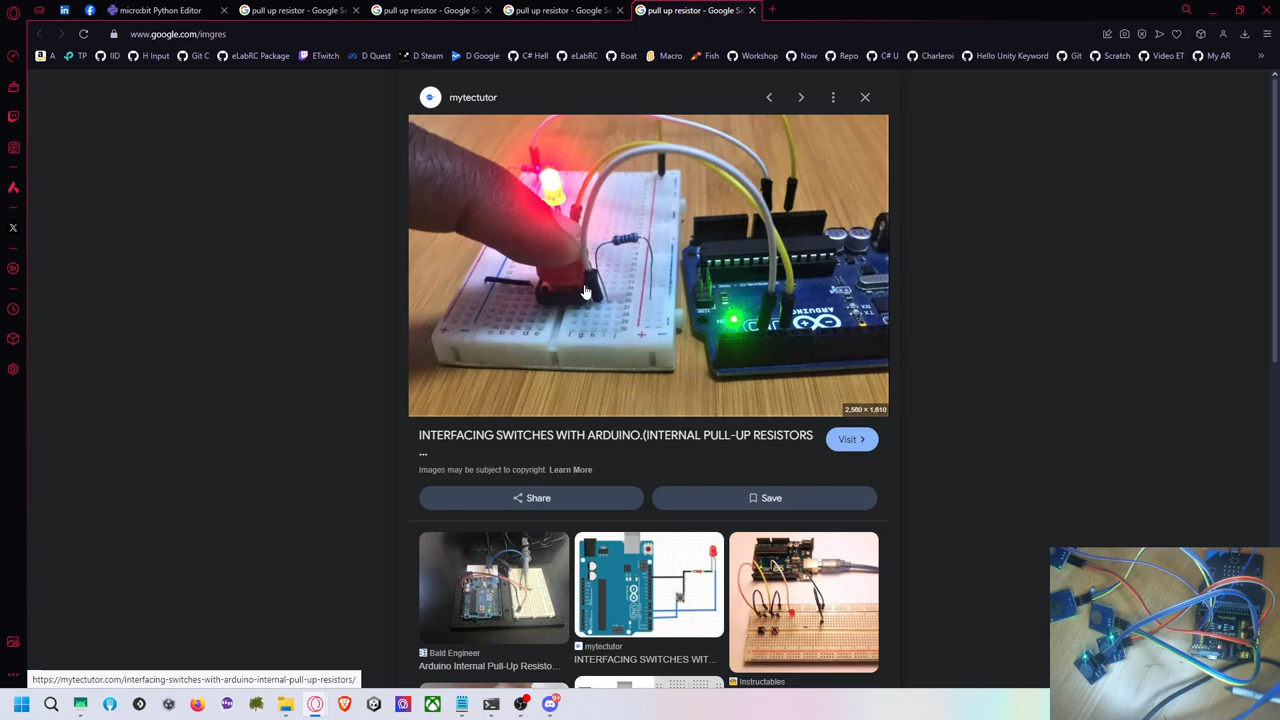 micro:bit Python Editor
pull up resistor - Google Se
pull up resistor - Google Se
pull up resistor - Google Se
pull up resistor - Google Se
www.google.com/imgres
A
TP
IID
H Input
Git C
eLabRC Package
ETwitch
D Quest
D Steam
D Google
C# Hell
eLabRC
Boat
Macro
Fish
Workshop
Now
Repo
C# U
Charleroi
Hello Unity Keyword
Git
Scratch
Video ET
My AR
mytectutor
ARDUINO
2,560 × 1,610
INTERFACING SWITCHES WITH ARDUINO.(INTERNAL PULL-UP RESISTORS
...
Visit
Images may be subject to copyright. Learn More
Share
Save
Bald Engineer
Arduino Internal Pull-Up Resisto...
mytectutor
INTERFACING SWITCHES WIT...
Instructables
https://mytectutor.com/interfacing-switches-with-arduino-internal-pull-up-resistors/